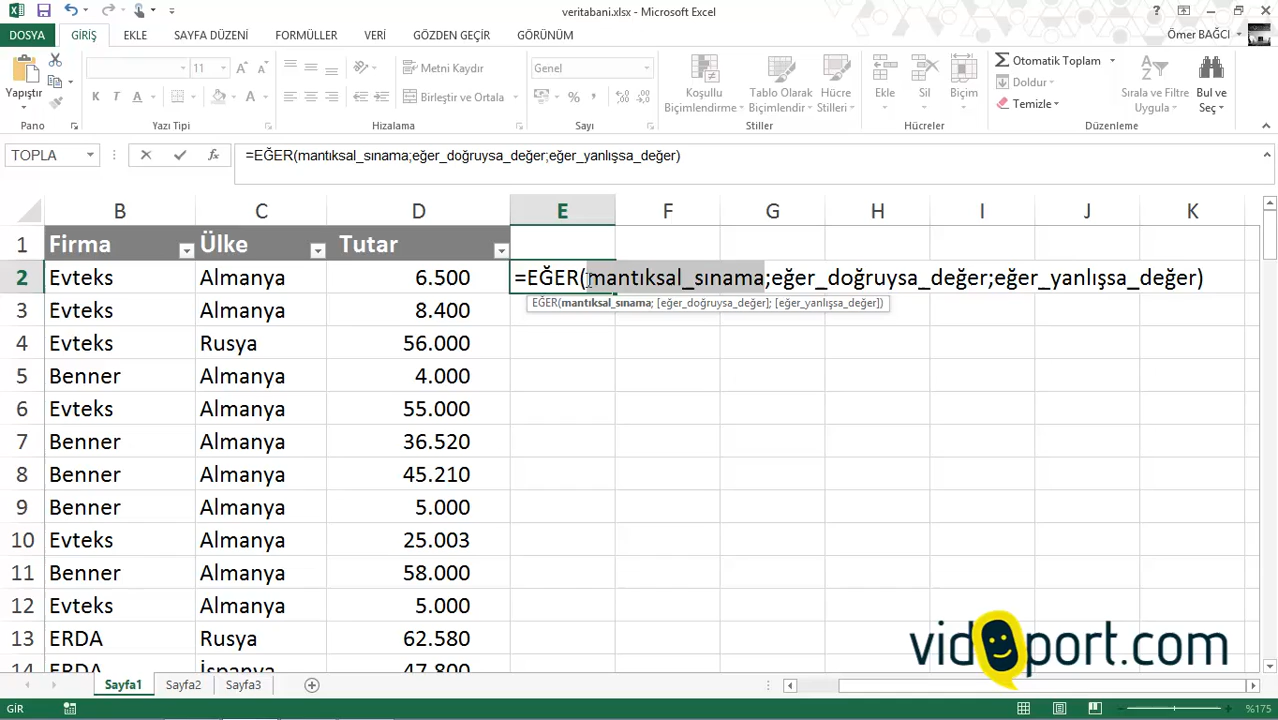 veritabani.xlsx - Microsoft Excel
DOSYA GİRİŞ EKLE SAYFA DÜZENİ FORMÜLLER VERİ GÖZDEN GEÇİR GÖRÜNÜM Ömer BAĞCI
Yapıştır
Pano
11
K T A
Yazı Tipi
Metni Kaydır
Birleştir ve Ortala
Hizalama
Genel
%
Sayı
Koşullu Biçimlendirme
Tablo Olarak Biçimlendir
Hücre Stilleri
Stiller
Ekle Sil Biçim
Hücreler
Otomatik Toplam
Doldur
Temizle
Sırala ve Filtre Uygula
Bul ve Seç
Düzenleme
TOPLA
=EĞER(mantıksal_sınama;eğer_doğruysa_değer;eğer_yanlışsa_değer)
B C D E F G H I J K
1 Firma Ülke Tutar
2 Evteks Almanya 6.500 =EĞER(mantıksal_sınama;eğer_doğruysa_değer;eğer_yanlışsa_değer)
EĞER(mantıksal_sınama; [eğer_doğruysa_değer]; [eğer_yanlışsa_değer])
3 Evteks Almanya 8.400
4 Evteks Rusya 56.000
5 Benner Almanya 4.000
6 Evteks Almanya 55.000
7 Benner Almanya 36.520
8 Benner Almanya 45.210
9 Benner Almanya 5.000
10 Evteks Almanya 25.003
11 Benner Almanya 58.000
12 Evteks Almanya 5.000
13 ERDA Rusya 62.580
14 ERDA İspanya 47.800
vidoport.com
Sayfa1 Sayfa2 Sayfa3
GİR
%175